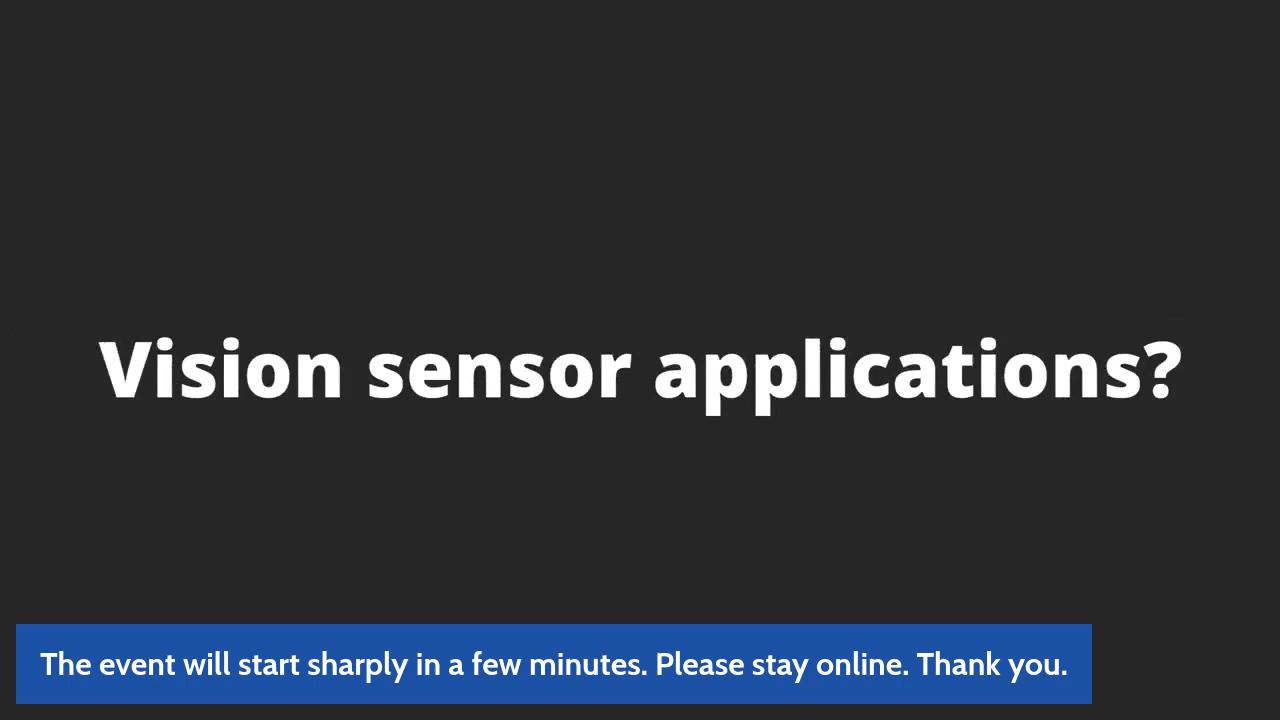 Vision sensor applications?
The event will start sharply in a few minutes. Please stay online. Thank you.